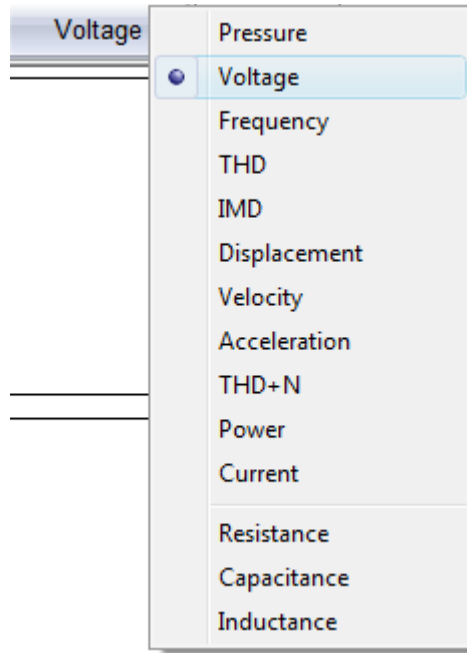 Voltage
Pressure
Voltage
Frequency
THD
IMD
Displacement
Velocity
Acceleration
THD+N
Power
Current
Resistance
Capacitance
Inductance